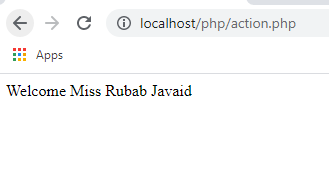 localhost/php/action.php
Apps
Welcome Miss Rubab Javaid